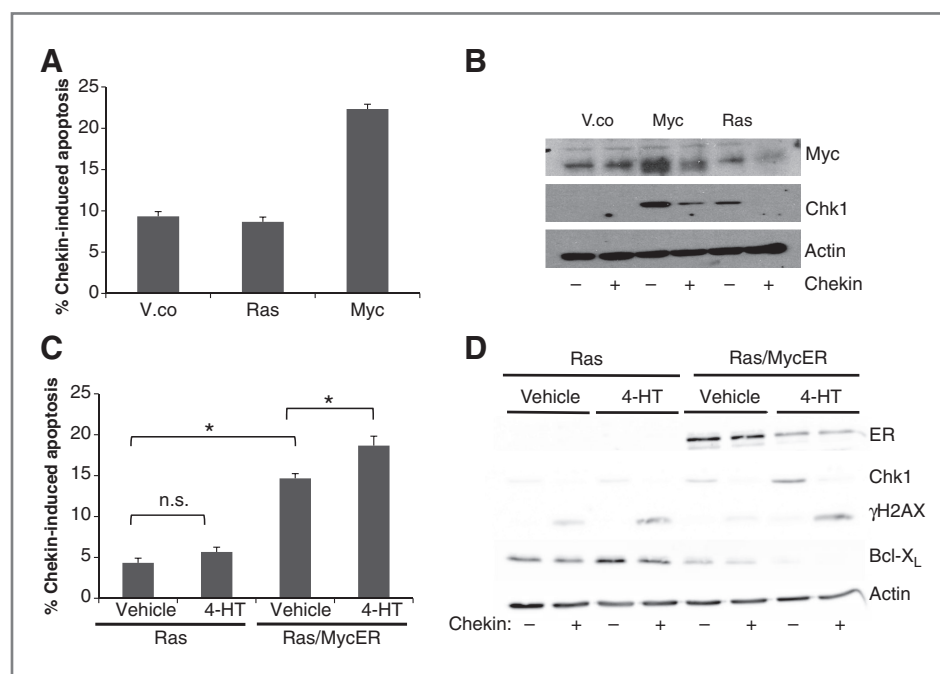 A
% Chekin-induced apoptosis
25
20
15
10
5
0
V.co Ras Myc
B
V.co Myc Ras
Myc
Chk1
Actin
– + – + – + Chekin
C
% Chekin-induced apoptosis
25
20
15
10
5
0
*
*
n.s.
Vehicle 4-HT Vehicle 4-HT
Ras Ras/MycER
D
Ras Ras/MycER
Vehicle 4-HT Vehicle 4-HT
ER
Chk1
γH2AX
Bcl-XL
Actin
Chekin: – + – + – + – +